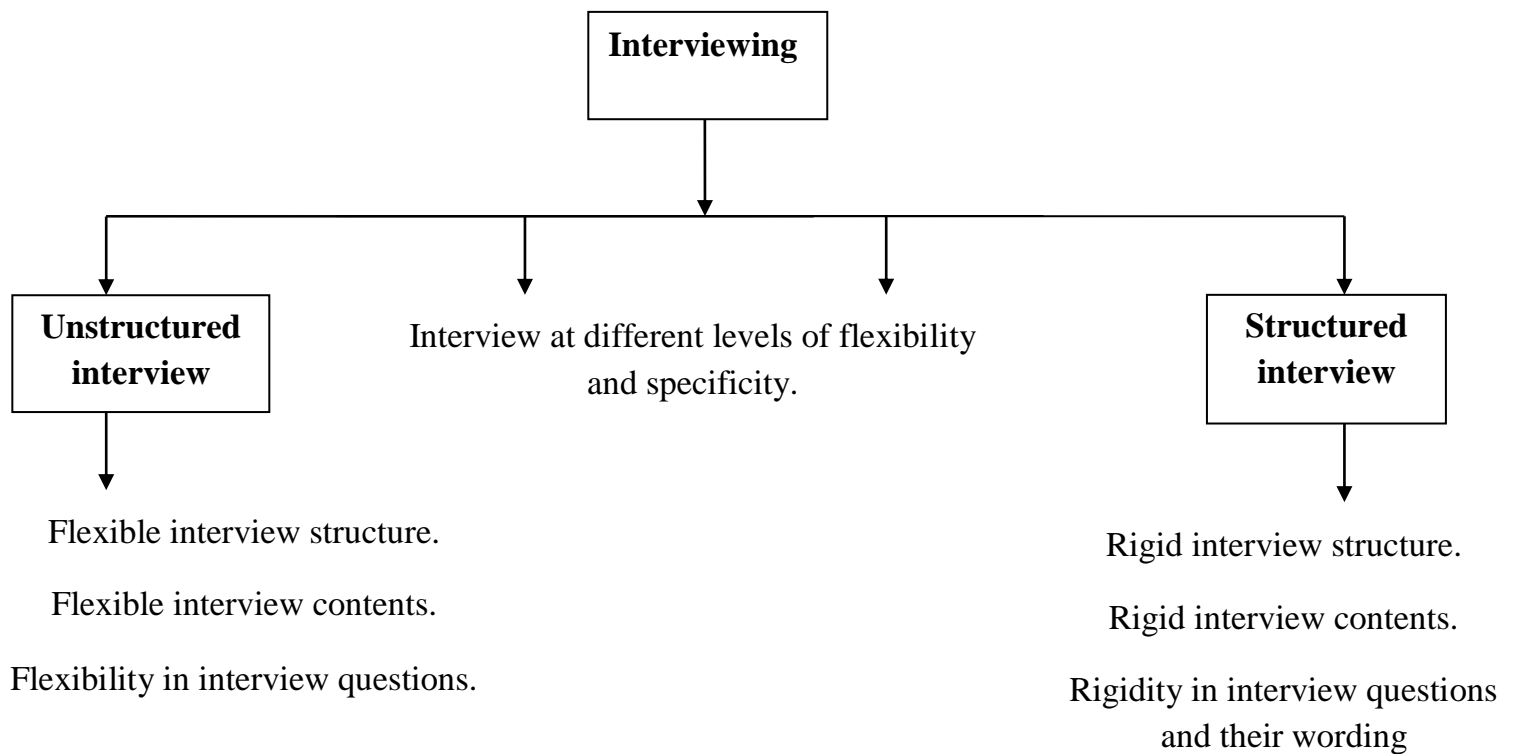 Interviewing
Unstructured
interview
Interview at different levels of flexibility
and specificity.
Structured
interview
Flexible interview structure.
Flexible interview contents.
Flexibility in interview questions.
Rigid interview structure.
Rigid interview contents.
Rigidity in interview questions
and their wording